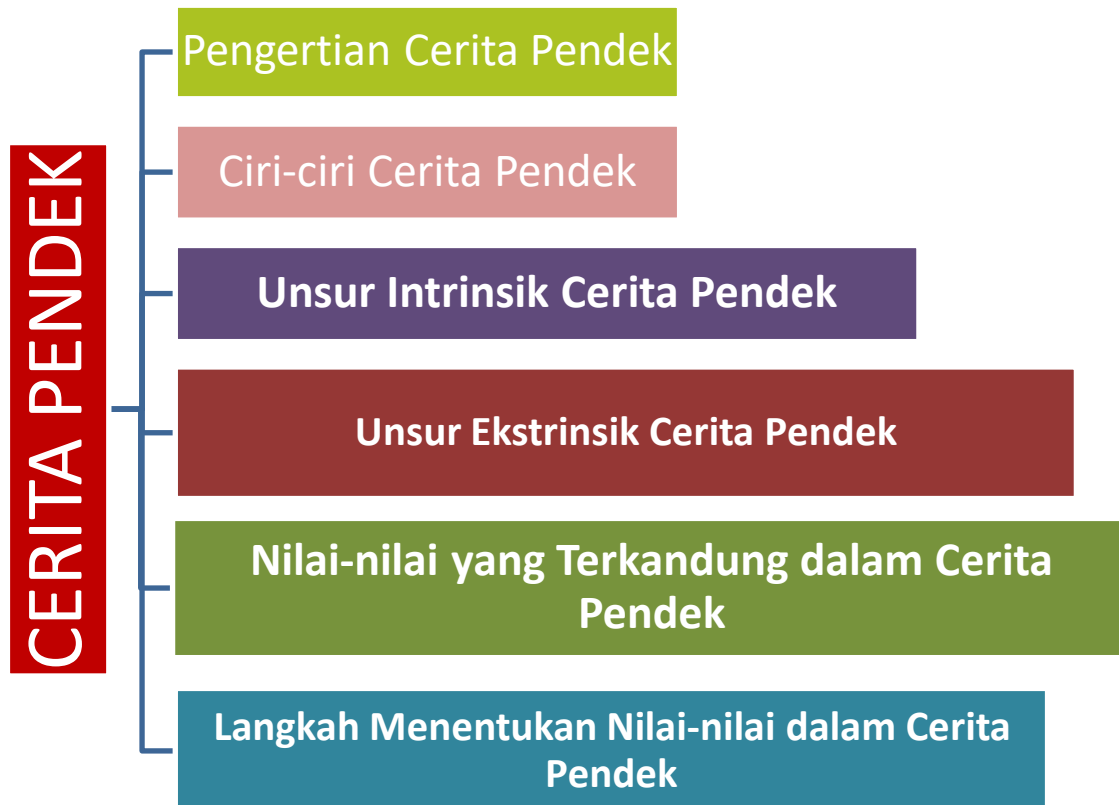 CERITA PENDEK
Pengertian Cerita Pendek
Ciri-ciri Cerita Pendek
Unsur Intrinsik Cerita Pendek
Unsur Ekstrinsik Cerita Pendek
Nilai-nilai yang Terkandung dalam Cerita
Pendek
Langkah Menentukan Nilai-nilai dalam Cerita
Pendek